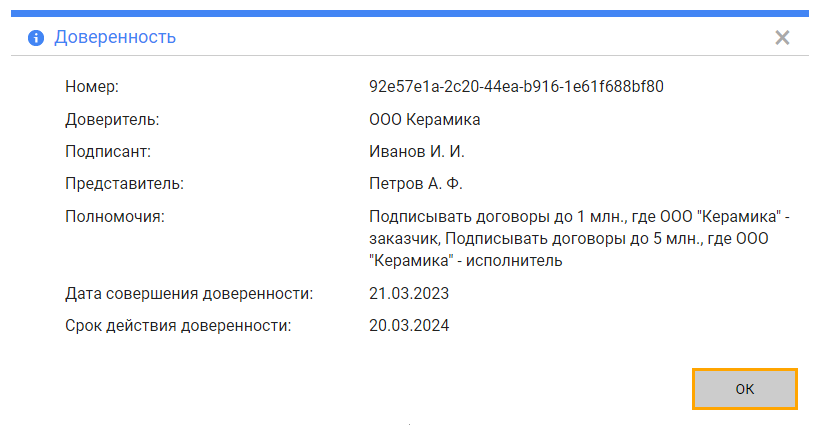 Доверенность
Номер: 92e57e1a-2c20-44ea-b916-1e61f688bf80
Доверитель: ООО Керамика
Подписант: Иванов И. И.
Представитель: Петров А. Ф.
Полномочия: Подписывать договоры до 1 млн., где ООО "Керамика" -
заказчик, Подписывать договоры до 5 млн., где ООО
"Керамика" - исполнитель
Дата совершения доверенности: 21.03.2023
Срок действия доверенности: 20.03.2024
ОК